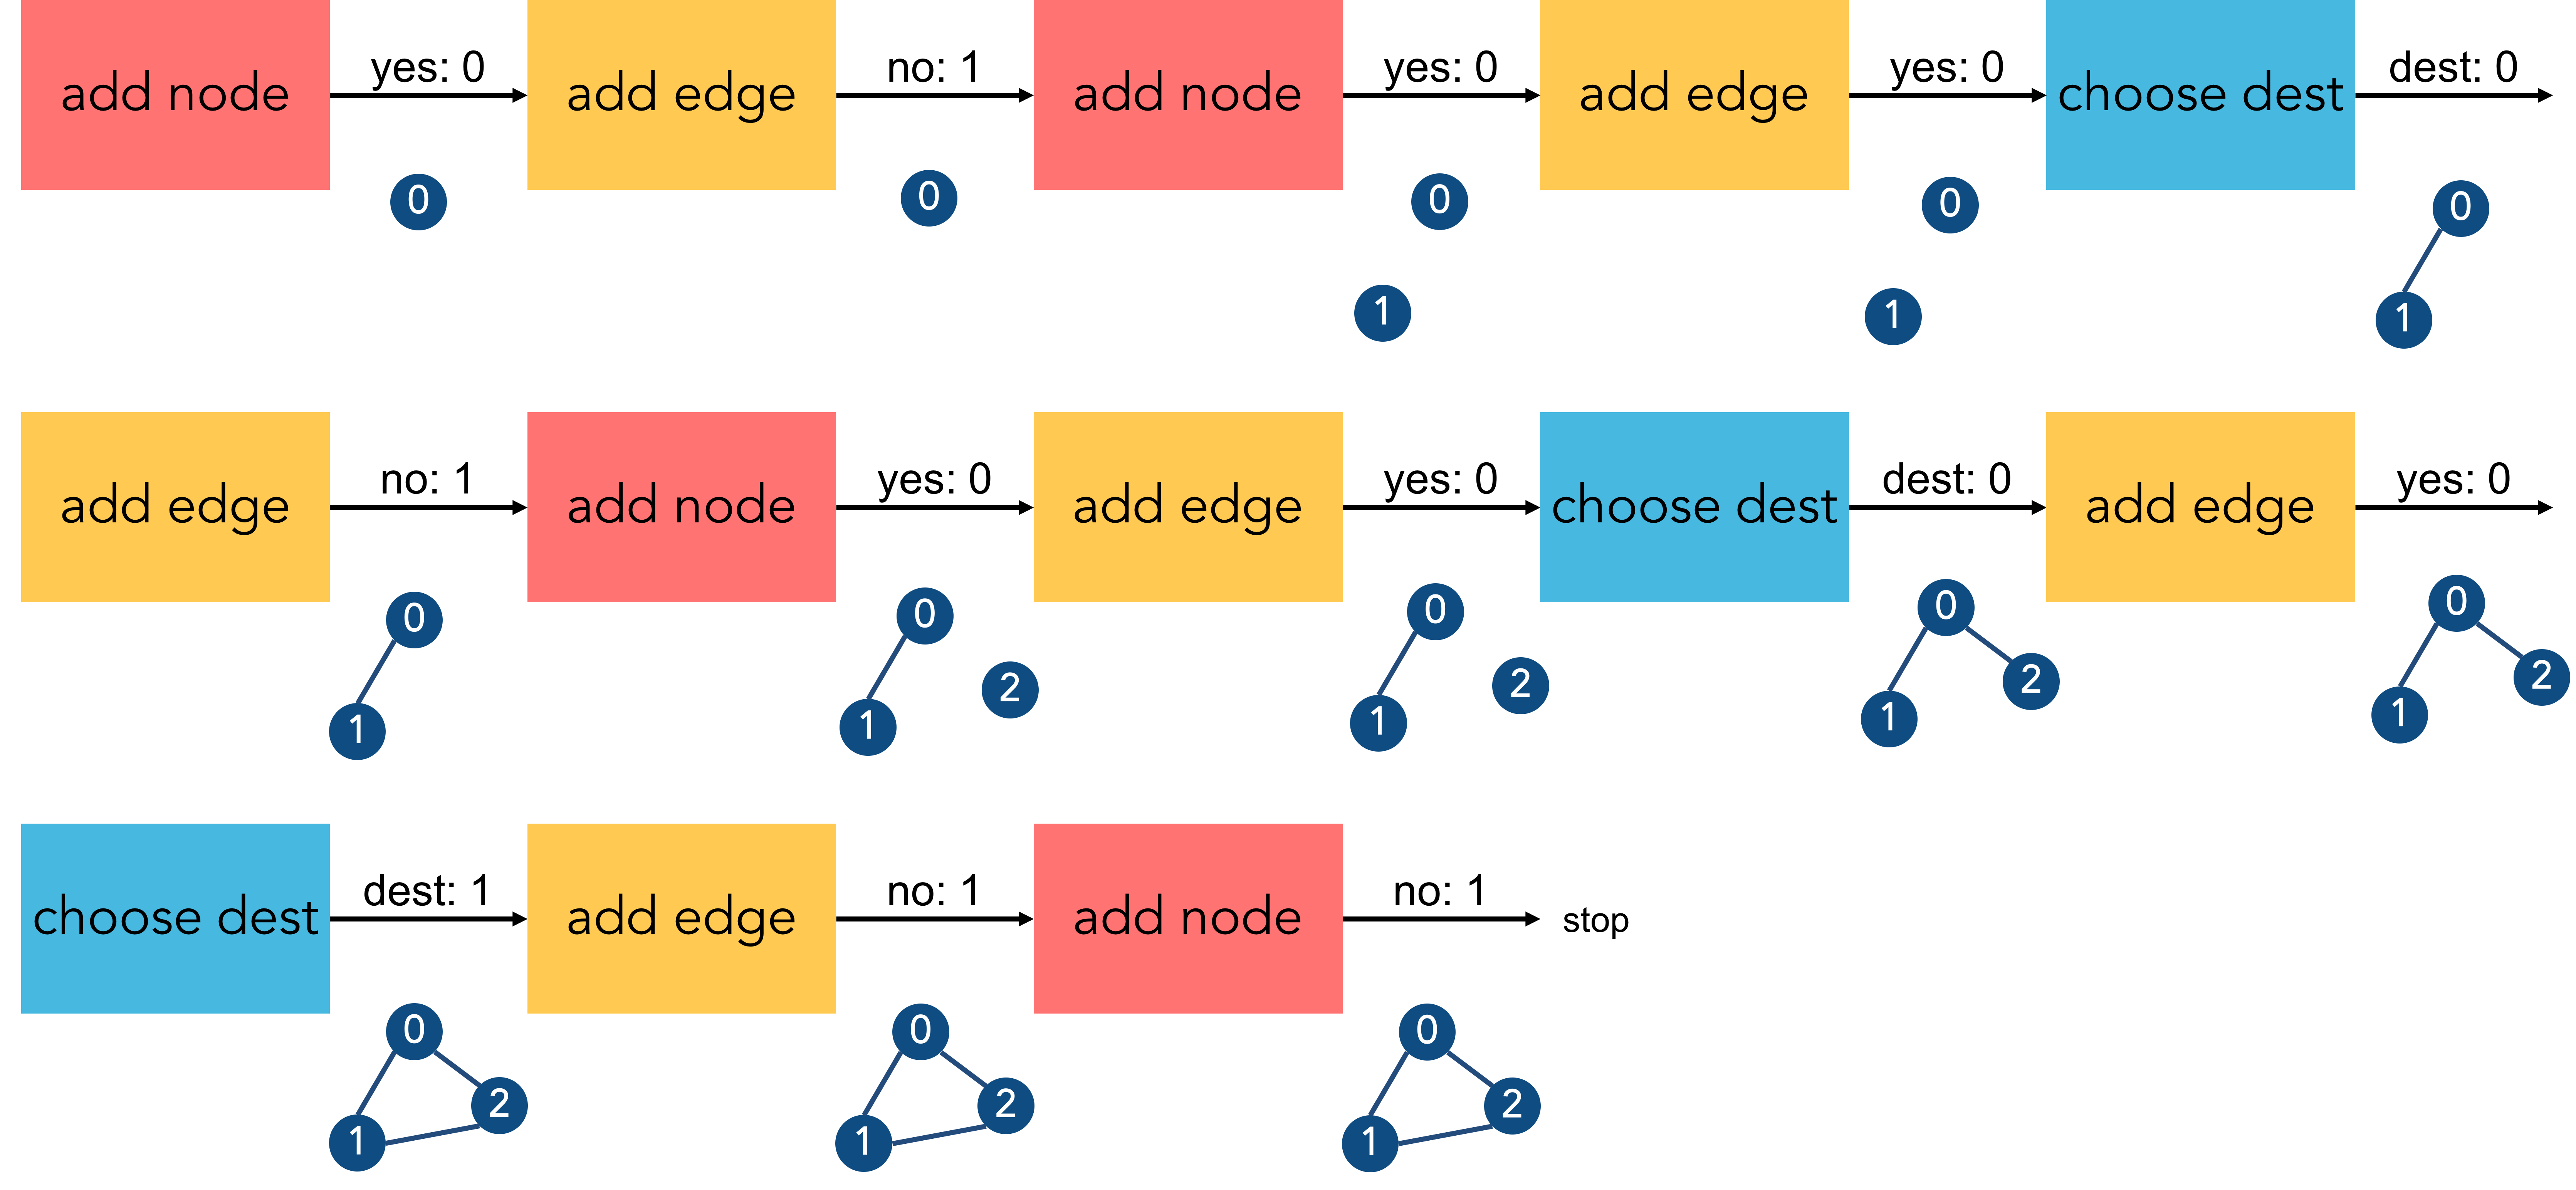 add node yes: 0 add edge no: 1 add node yes: 0 add edge yes: 0 choose dest dest: 0
0 0 0 0 0
1 1 1
add edge no: 1 add node yes: 0 add edge yes: 0 choose dest dest: 0 add edge yes: 0
0 0 0 0 0
1 1 2 1 2 1 2 1 2
choose dest dest: 1 add edge no: 1 add node no: 1 stop
0 0 0
1 2 1 2 1 2